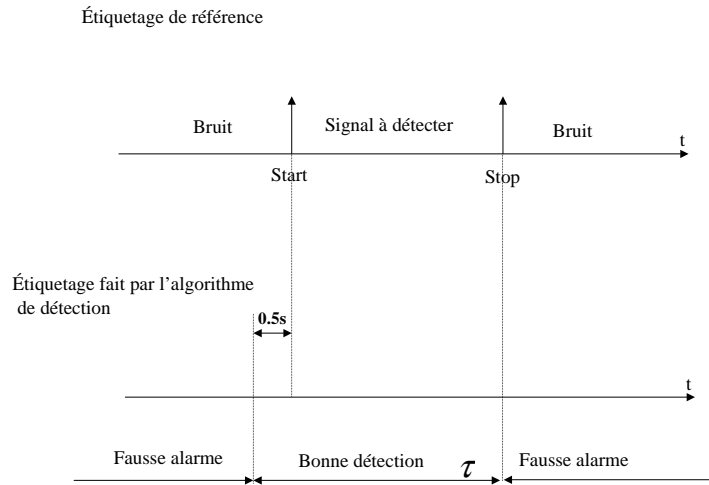 Étiquetage de référence
Bruit
Signal à détecter
Bruit
t
Start
Stop
Étiquetage fait par l’algorithme
de détection
0.5s
t
Fausse alarme
Bonne détection
τ
Fausse alarme